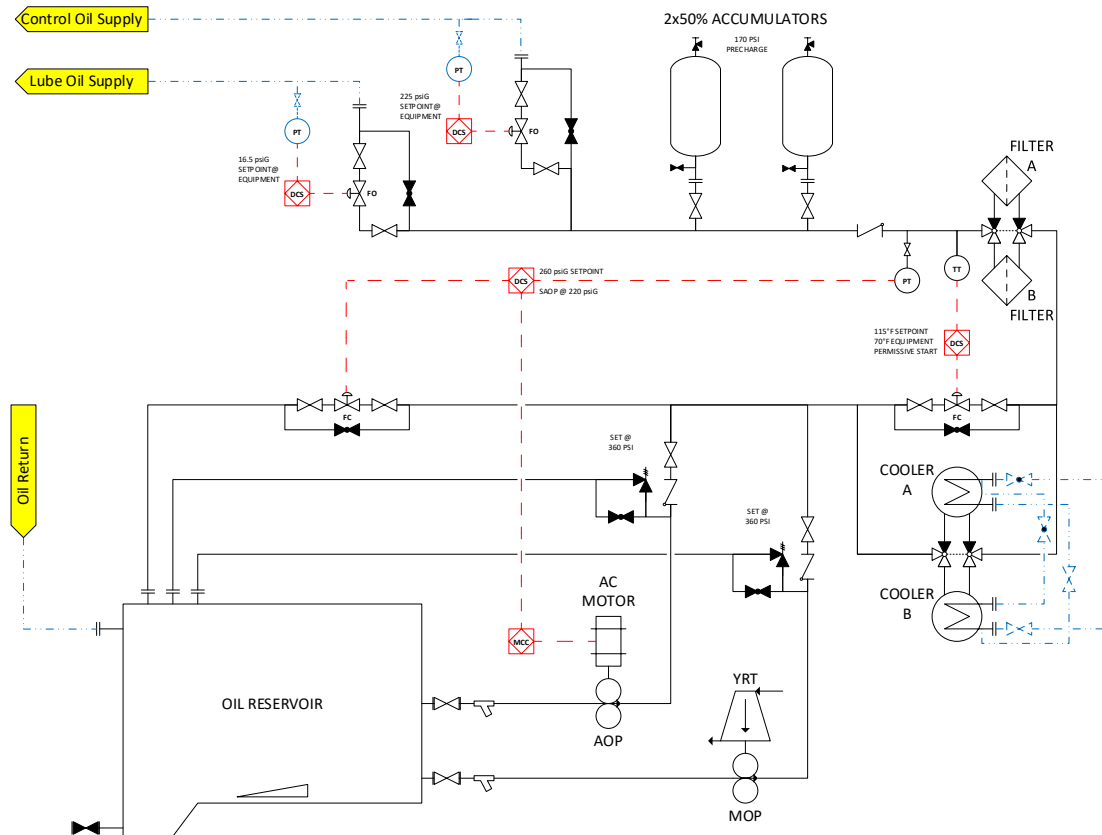 Control Oil Supply
2x50% ACCUMULATORS
170 PSI
PRECHARGE
Lube Oil Supply
PT
225 psiG
SETPOINT@
EQUIPMENT
DCS
FO
PT
16.5 psiG
SETPOINT@
EQUIPMENT
DCS
FO
FILTER
A
B
FILTER
DCS
260 psiG SETPOINT
SAOP @ 220 psiG
PT
TT
115°F SETPOINT
70°F EQUIPMENT
PERMISSIVE START
DCS
FC
FC
Oil Return
SET @
360 PSI
SET @
360 PSI
COOLER
A
COOLER
B
AC
MOTOR
MCC
OIL RESERVOIR
AOP
YRT
MOP